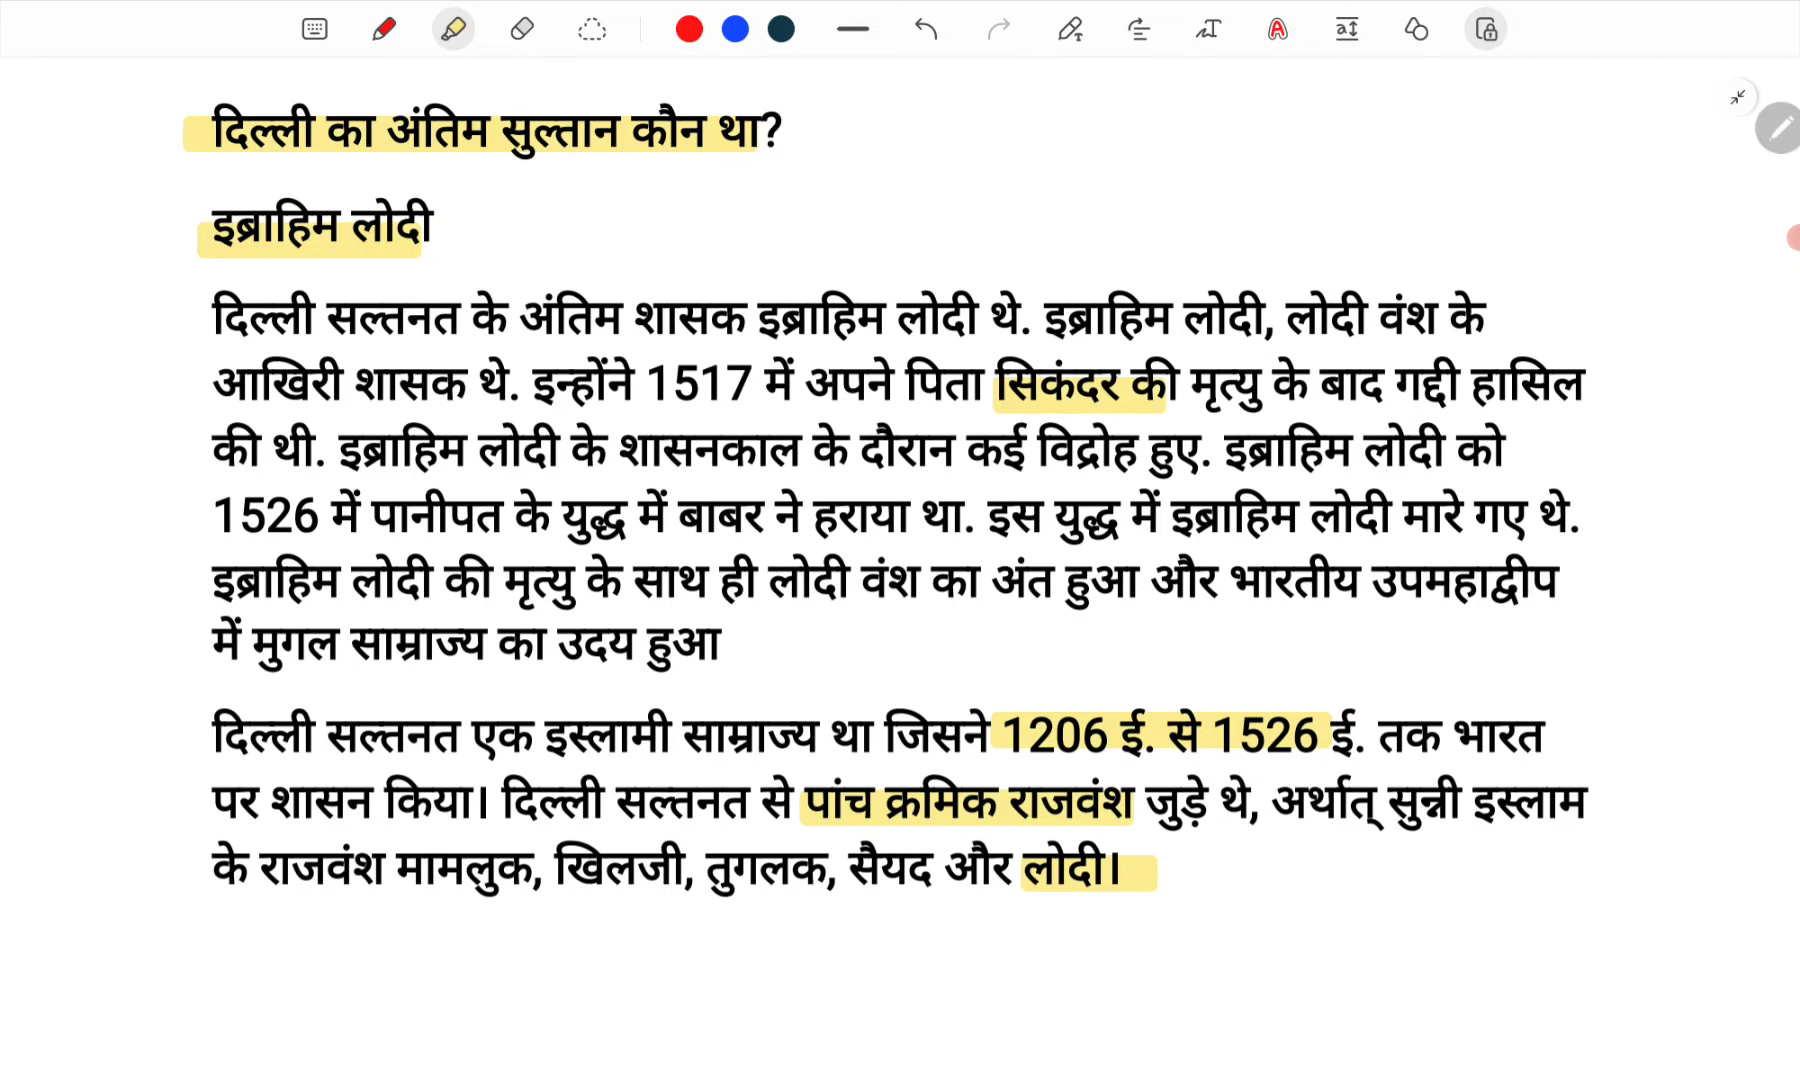 दिल्ली का अंतिम सुल्तान कौन था?
इब्राहिम लोदी
दिल्ली सल्तनत के अंतिम शासक इब्राहिम लोदी थे. इब्राहिम लोदी, लोदी वंश के
आखिरी शासक थे. इन्होंने 1517 में अपने पिता सिकंदर की मृत्यु के बाद गद्दी हासिल
की थी. इब्राहिम लोदी के शासनकाल के दौरान कई विद्रोह हुए. इब्राहिम लोदी को
1526 में पानीपत के युद्ध में बाबर ने हराया था. इस युद्ध में इब्राहिम लोदी मारे गए थे.
इब्राहिम लोदी की मृत्यु के साथ ही लोदी वंश का अंत हुआ और भारतीय उपमहाद्वीप
में मुगल साम्राज्य का उदय हुआ
दिल्ली सल्तनत एक इस्लामी साम्राज्य था जिसने 1206 ई. से 1526 ई. तक भारत
पर शासन किया। दिल्ली सल्तनत से पांच क्रमिक राजवंश जुड़े थे, अर्थात् सुन्नी इस्लाम
के राजवंश मामलुक, खिलजी, तुगलक, सैयद और लोदी।